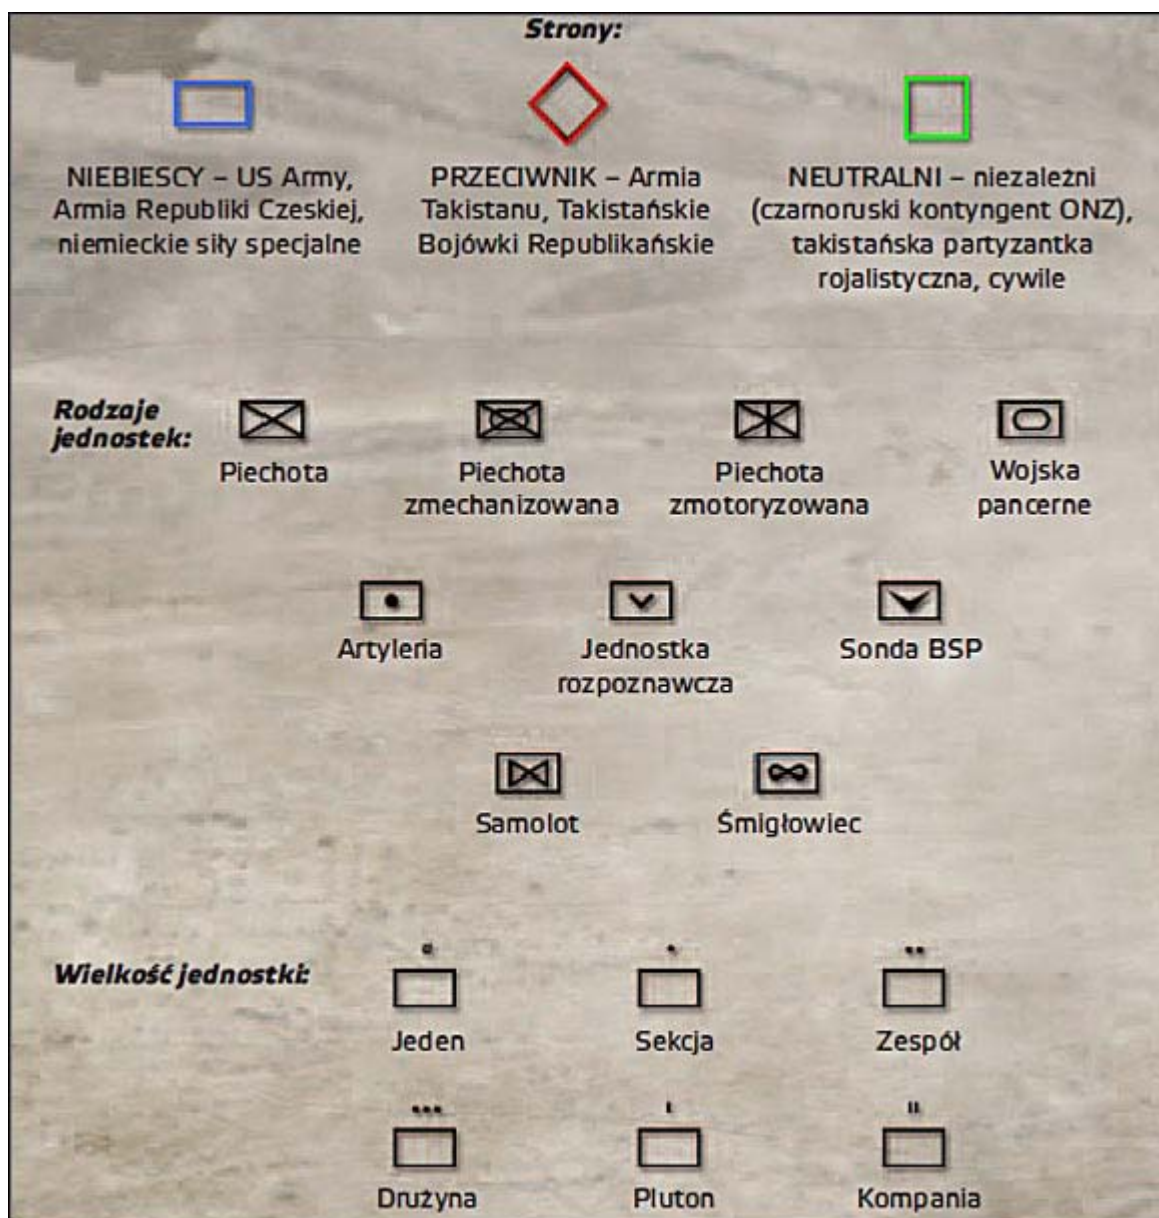 Strony:
NIEBIESCY – US Army,
Armia Republiki Czeskiej,
niemieckie siły specjalne
PRZECIWNIK – Armia
Takistanu, Takistańskie
Bojówki Republikańskie
NEUTRALNI – niezależni
(czarnoruski kontyngent ONZ),
takistańska partyzantka
rojalistyczna, cywile
Rodzaje
jednostek:
Piechota
Piechota
zmechanizowana
Piechota
zmotoryzowana
Wojska
pancerne
Artyleria
Jednostka
rozpoznawcza
Sonda BSP
Samolot
Śmigłowiec
Wielkość jednostki:
Jeden
Sekcja
Zespół
Drużyna
Pluton
Kompania